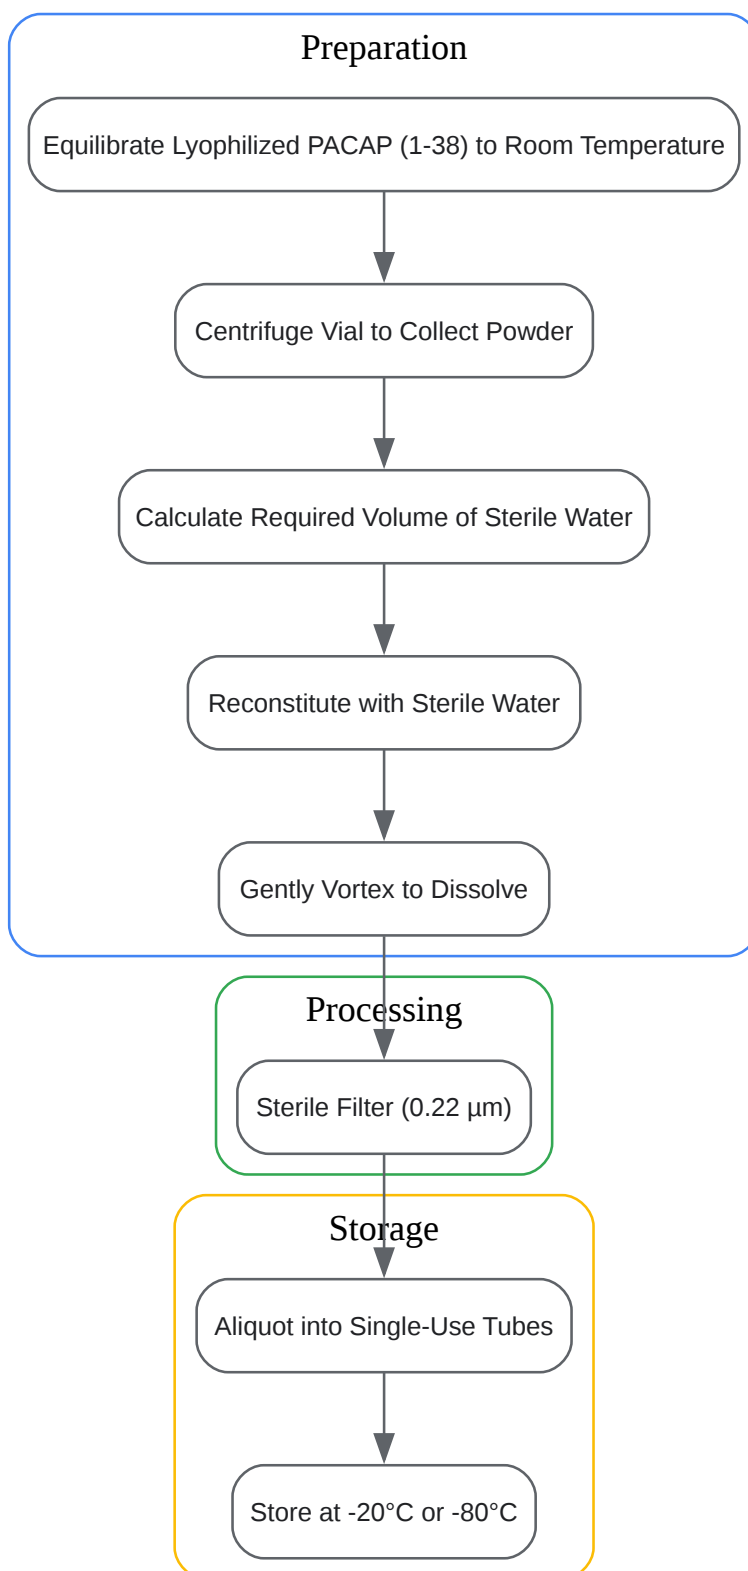 Preparation
Equilibrate Lyophilized PACAP (1-38) to Room Temperature
Centrifuge Vial to Collect Powder
Calculate Required Volume of Sterile Water
Reconstitute with Sterile Water
Gently Vortex to Dissolve
Processing
Sterile Filter (0.22 µm)
Storage
Aliquot into Single-Use Tubes
Store at -20°C or -80°C